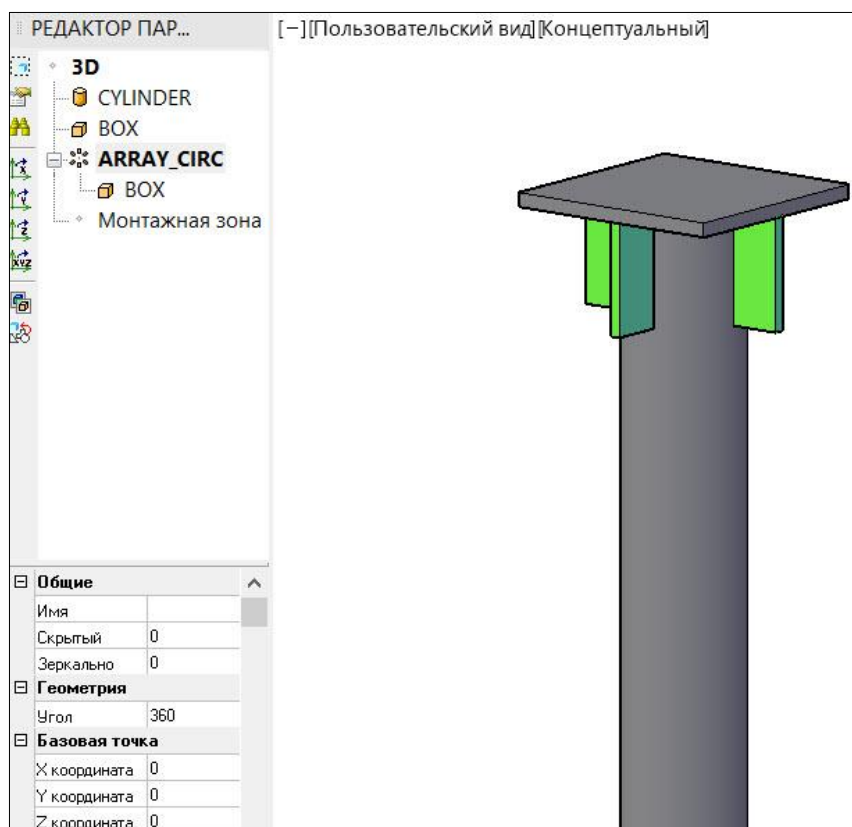 РЕДАКТОР ПАР...
[−][Пользовательский вид][Концептуальный]
3D
CYLINDER
BOX
ARRAY_CIRC
BOX
Монтажная зона
Общие
Имя
Скрытый 0
Зеркально 0
Геометрия
Угол 360
Базовая точка
X координата 0
Y координата 0
Z координата 0